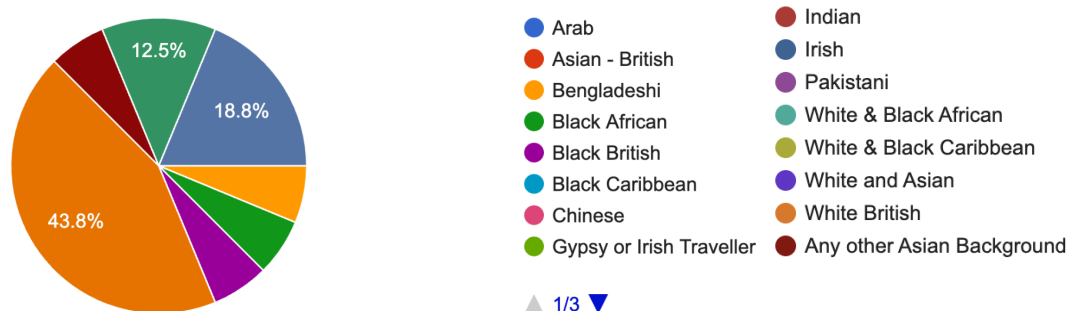 12.5%
18.8%
43.8%
Arab
Asian - British
Bengladeshi
Black African
Black British
Black Caribbean
Chinese
Gypsy or Irish Traveller
Indian
Irish
Pakistani
White & Black African
White & Black Caribbean
White and Asian
White British
Any other Asian Background
1/3